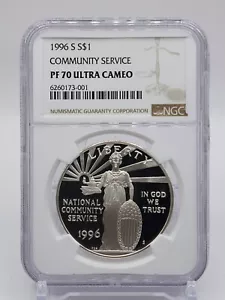 1996 S S$1
COMMUNITY SERVICE
PF 70 ULTRA CAMEO
6260173-001
NUMISMATIC GUARANTY CORPORATION
NGC
LIBERTY
NATIONAL
COMMUNITY
SERVICE
1996
IN GOD
WE
TRUST
S